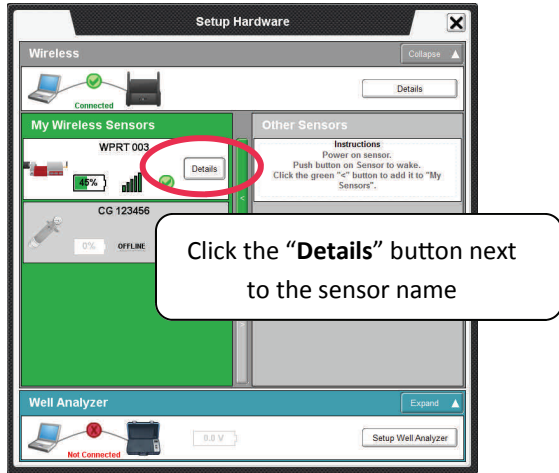 Setup Hardware
X
Wireless
Collapse
Connected
Details
My Wireless Sensors
Other Sensors
WPRT 003
45%
Details
Instructions
Power on sensor.
Push button on Sensor to wake.
Click the green "<" button to add it to "My
Sensors".
<
CG 123456
0%
OFFLINE
Click the “Details” button next
to the sensor name
>
Well Analyzer
Expand
X
Not Connected
0.0 V
Setup Well Analyzer